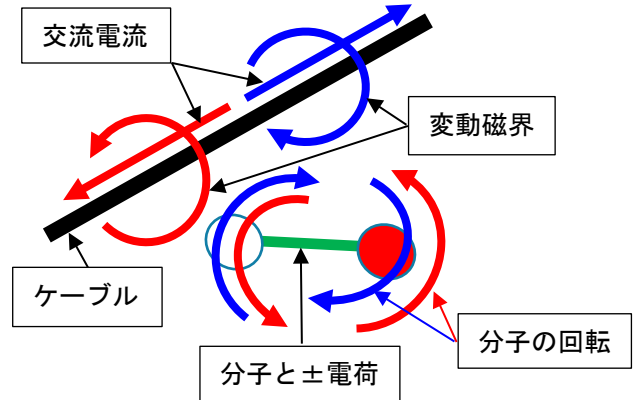 交流電流
変動磁界
ケーブル
分子の回転
分子と±電荷